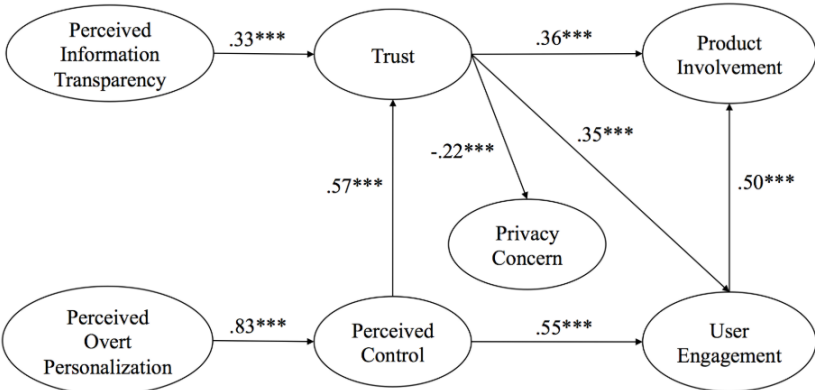 Perceived
Information
Transparency
.33***
Trust
.36***
Product
Involvement
.57***
-.22***
.35***
.50***
Privacy
Concern
Perceived
Overt
Personalization
.83***
Perceived
Control
.55***
User
Engagement